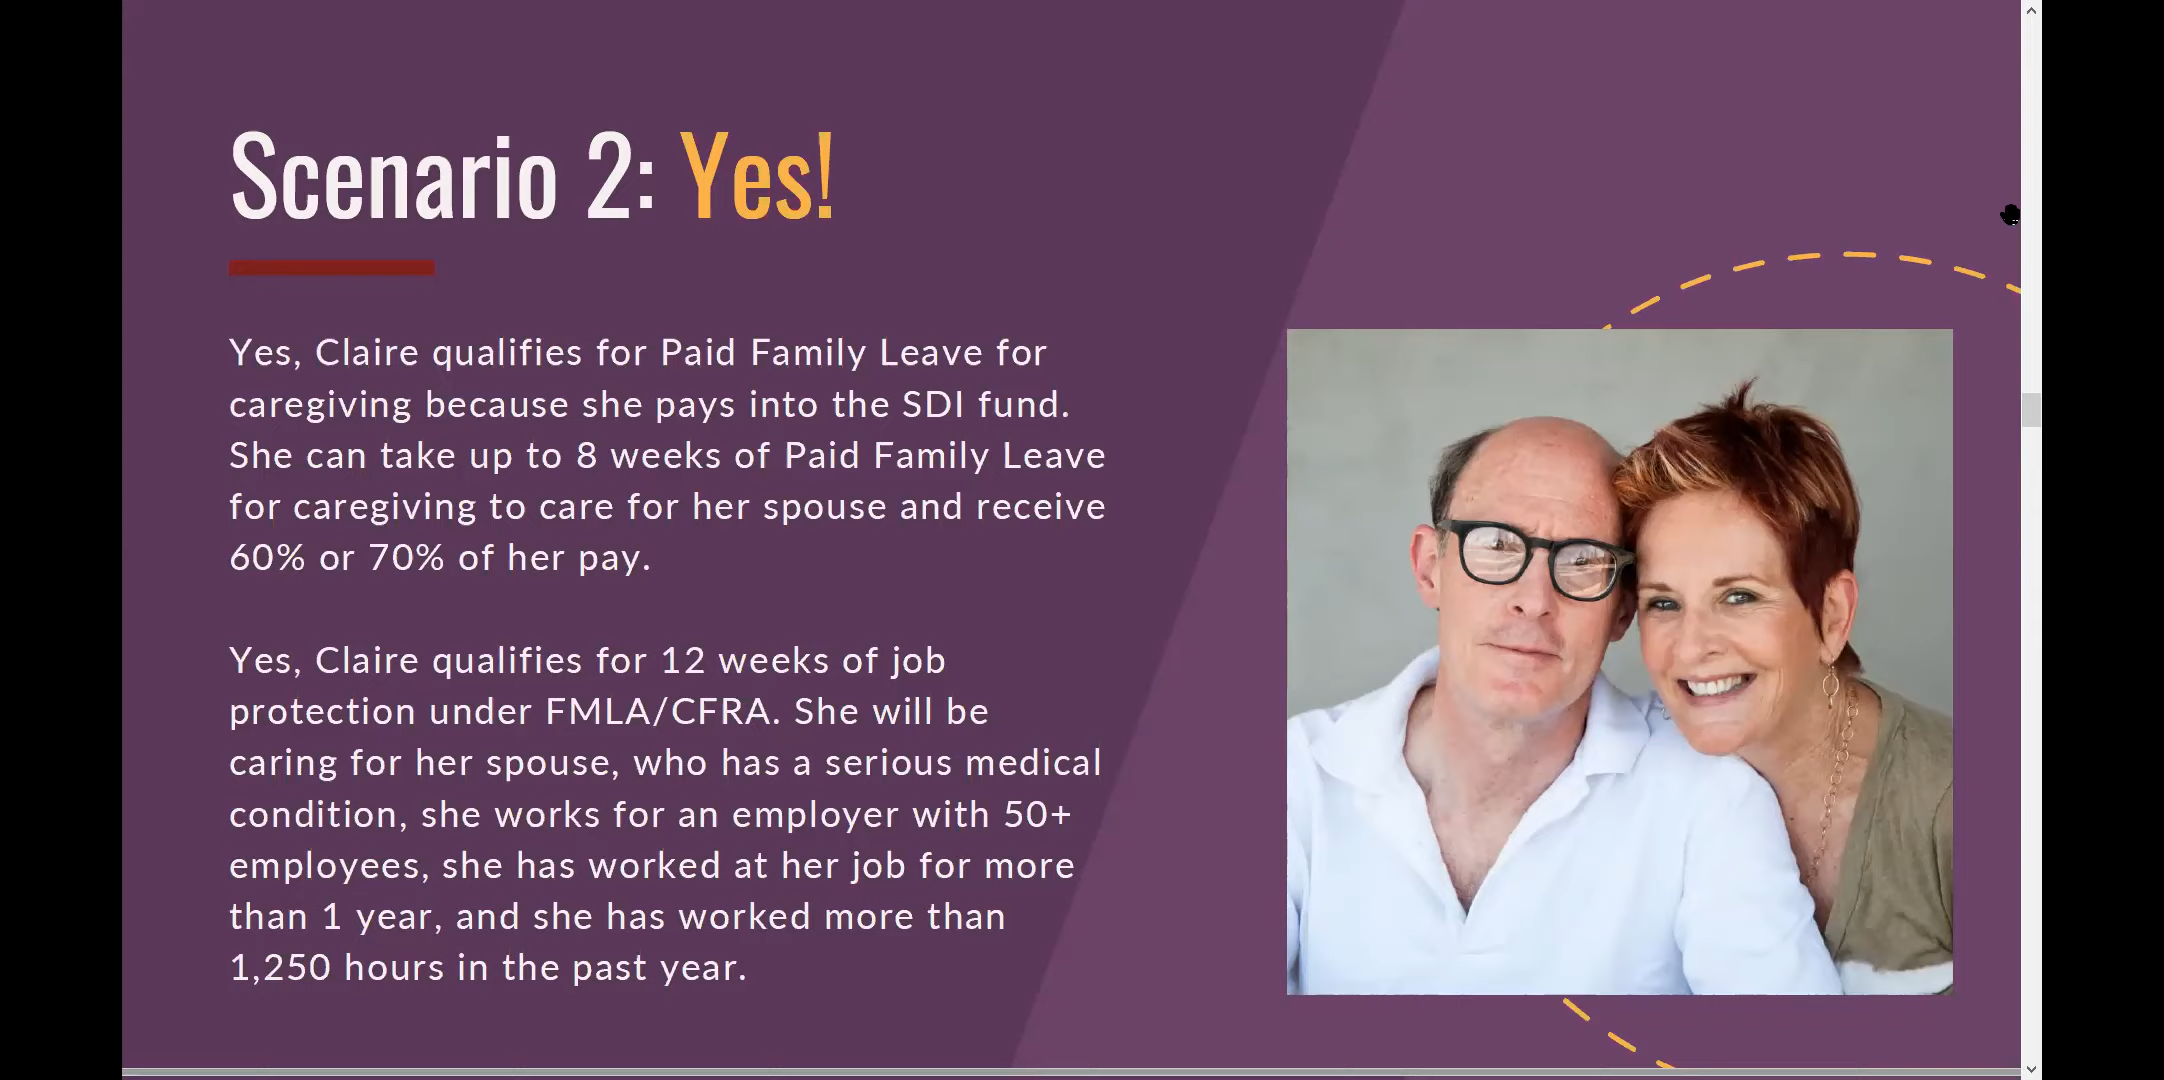 Scenario 2: Yes!
Yes, Claire qualifies for Paid Family Leave for
caregiving because she pays into the SDI fund.
She can take up to 8 weeks of Paid Family Leave
for caregiving to care for her spouse and receive
60% or 70% of her pay.
Yes, Claire qualifies for 12 weeks of job
protection under FMLA/CFRA. She will be
caring for her spouse, who has a serious medical
condition, she works for an employer with 50+
employees, she has worked at her job for more
than 1 year, and she has worked more than
1,250 hours in the past year.